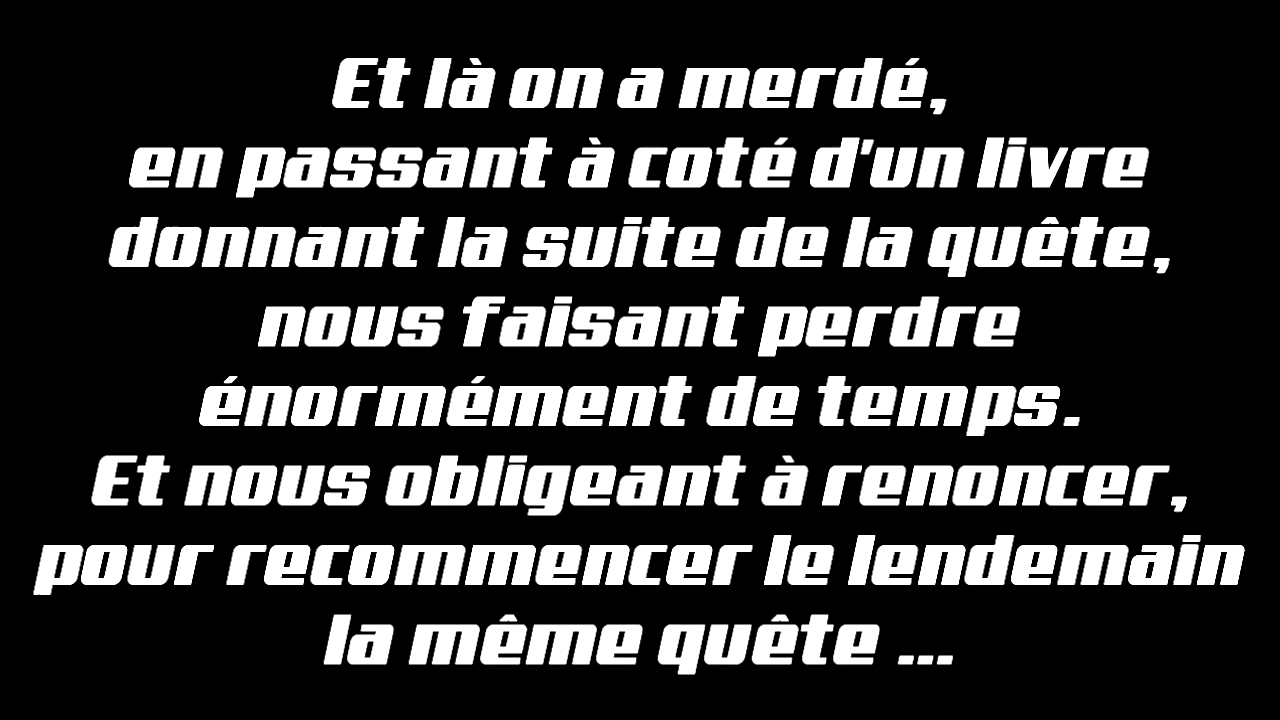 Et là on a merdé,
en passant à coté d'un livre
donnant la suite de la quête,
nous faisant perdre
énormément de temps.
Et nous obligeant à renoncer,
pour recommencer le lendemain
la même quête ...